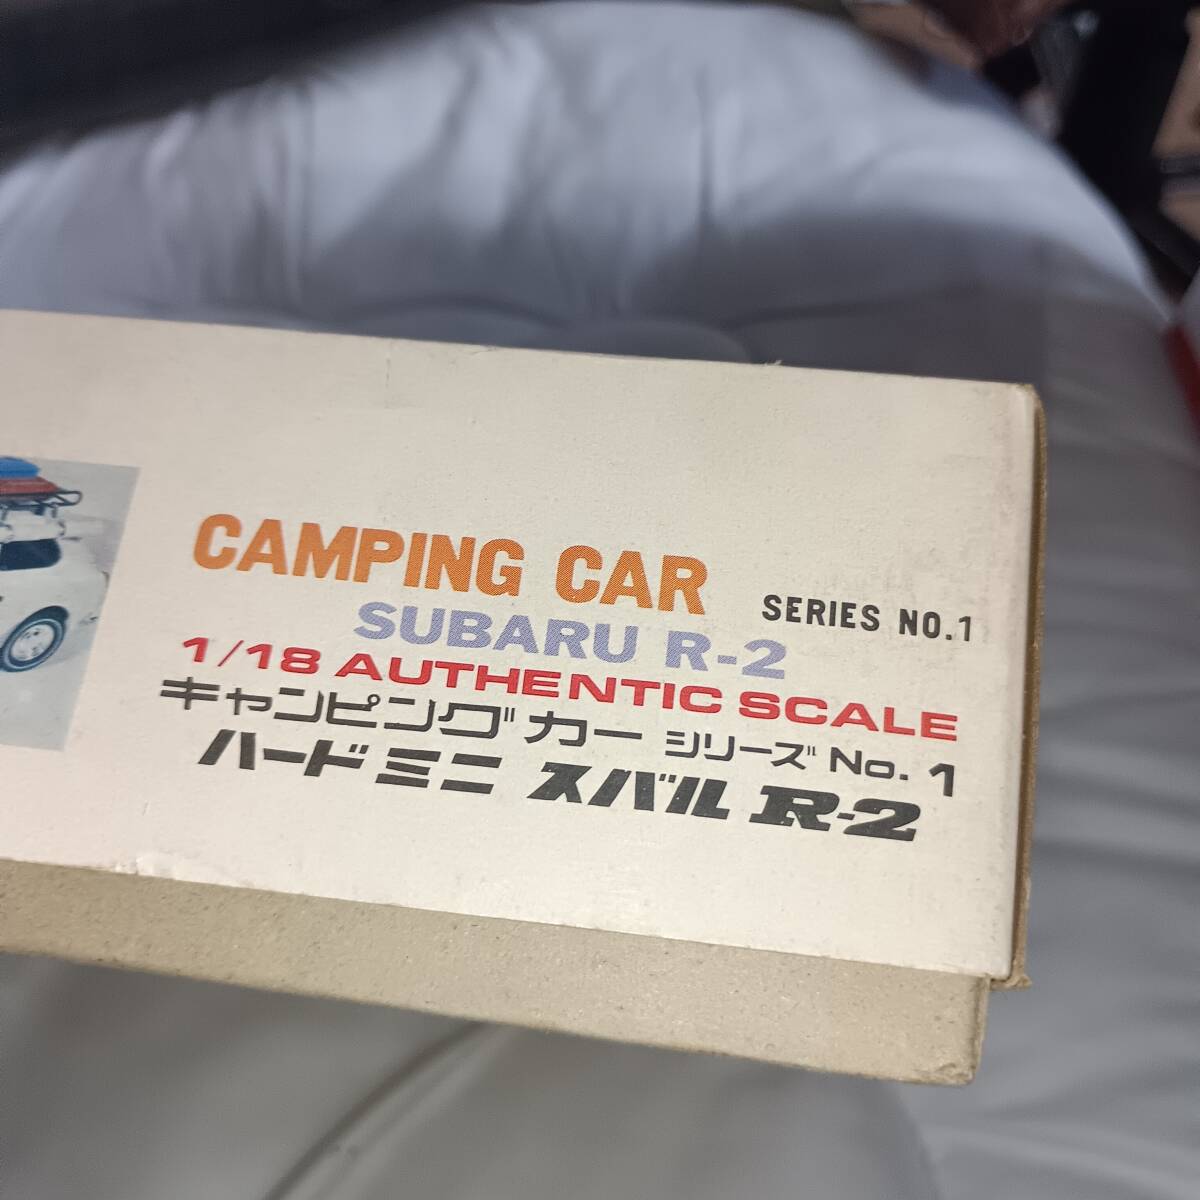 CAMPING CAR SERIES NO.1
SUBARU R-2
1/18 AUTHENTIC SCALE
キャンピングカー シリーズ No. 1
ハードミニ スバル R-2